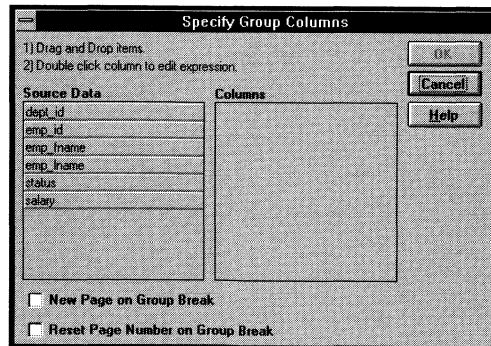 Specify Group Columns
1) Drag and Drop items.
2) Double click column to edit expression.
OK
Cancel
Help
Source Data
Columns
dept_id
emp_id
emp_fname
emp_lname
status
salary
New Page on Group Break
Reset Page Number on Group Break